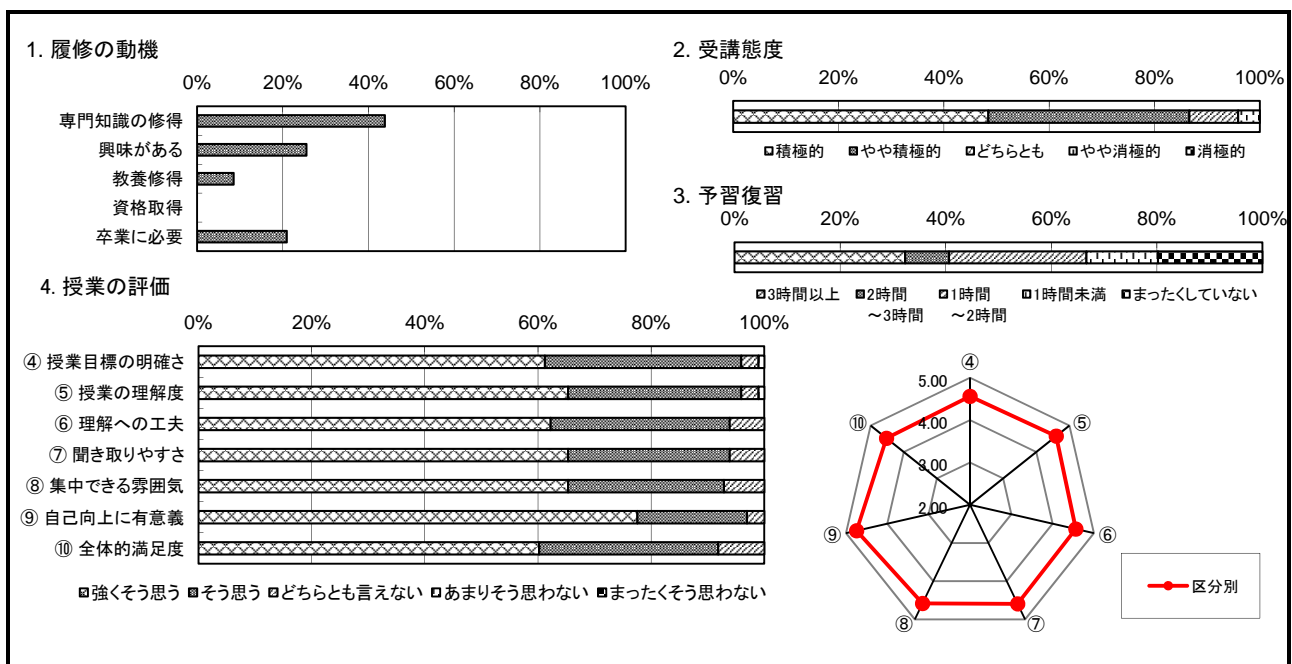 1. 履修の動機
0% 20% 40% 60% 80% 100%
専門知識の修得
興味がある
教養修得
資格取得
卒業に必要
2. 受講態度
0% 20% 40% 60% 80% 100%
積極的 やや積極的 どちらとも やや消極的 消極的
3. 予習復習
0% 20% 40% 60% 80% 100%
3時間以上 2時間 1時間 1時間未満 まったくしていない
～3時間 ～2時間
4. 授業の評価
0% 20% 40% 60% 80% 100%
④ 授業目標の明確さ
⑤ 授業の理解度
⑥ 理解への工夫
⑦ 聞き取りやすさ
⑧ 集中できる雰囲気
⑨ 自己向上に有意義
⑩ 全体的満足度
強くそう思う そう思う どちらとも言えない あまりそう思わない まったくそう思わない
④
5.00
⑩ ⑤
4.00
3.00
2.00
⑨ ⑥
⑧ ⑦
区分別